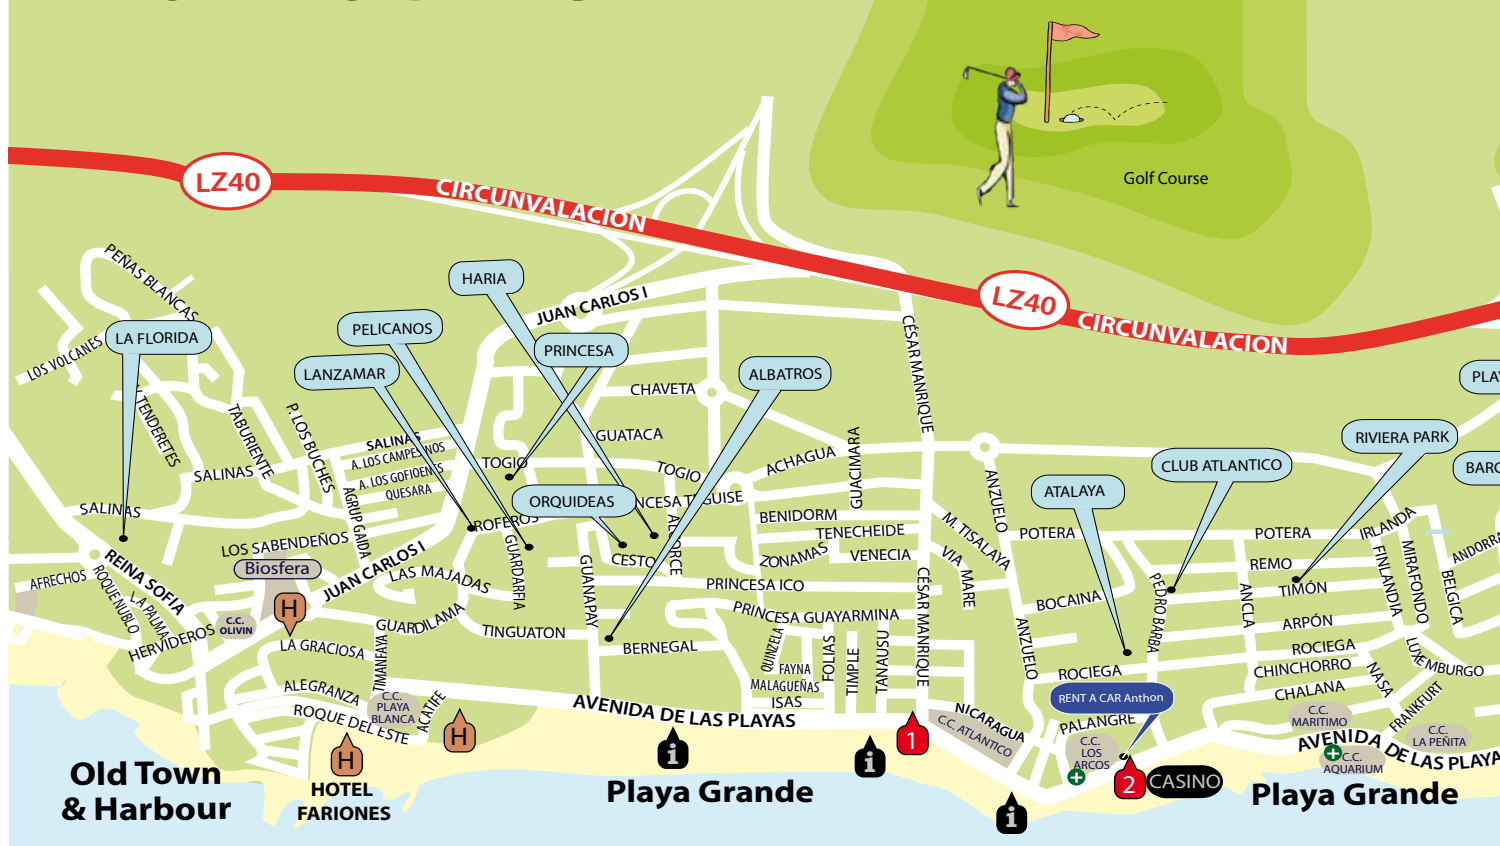 Golf Course
LZ40
CIRCUNVALACION
LZ40
CIRCUNVALACION
PEÑAS BLANCAS
LOS VOLCANES
LA FLORIDA
PELICANOS
LANZAMAR
HARIA
PRINCESA
ALBATROS
ORQUIDEAS
ATALAYA
CLUB ATLANTICO
RIVIERA PARK
JUAN CARLOS I
CÉSAR MANRIQUE
CHAVETA
GUATACA
TENDERETES
TABURIENTE
P. LOS BUCHES
SALINAS
A. LOS CAMPESINOS
A. LOS GOFIONES
QUESARA
SALINAS
SALINAS
AGRUP GAIDA
TOGIO
TOGIO
ACHAGUA
GUACIMARA
ANZUELO
BENIDORM
TENECHEIDE
ZONAMAS
VENECIA
M. TISALAYA
VIA
MARE
POTERA
POTERA
IRLANDA
REMO
TIMÓN
ANDORRA
FINLANDIA
MIRAFONDO
BELGICA
ROFEROS
GUARDARFIA
CESTO
GUANAPAY
PRINCESA ICO
PRINCESA GUAYARMINA
CÉSAR MANRIQUE
LOS SABENDEÑOS
Biosfera
JUAN CARLOS I
LAS MAJADAS
REINA SOFIA
AFRECHOS
ROQUE NUBLO
LA PALMA
HERVIDEROS
C.C.
OLIVIN
H
GUARDILAMA
TINGUATON
BERNEGAL
LA GRACIOSA
TIMANFAYA
ALEGRANZA
ROQUE DEL ESTE
C.C.
PLAYA
BLANCA
ACATIFE
H
H
HOTEL
FARIONES
Old Town
& Harbour
QUINZELA
FAYNA
MALAGUEÑAS
ISAS
FOLIAS
TIMPLE
TANAUSU
AVENIDA DE LAS PLAYAS
i
i
1
i
Playa Grande
NICARAGUA
C.C. ATLANTICO
ANZUELO
BOCAINA
PEDRO BARBA
ANCLA
ARPÓN
ROCIEGA
ROCIEGA
CHINCHORRO
CHALANA
NASA
LUXEMBURGO
FRANKFURT
RENT A CAR Anthon
PALANGRE
C.C.
LOS
ARCOS
2
CASINO
C.C.
MARITIMO
C.C.
LA PEÑITA
C.C.
AQUARIUM
AVENIDA DE LAS PLAYA
Playa Grande